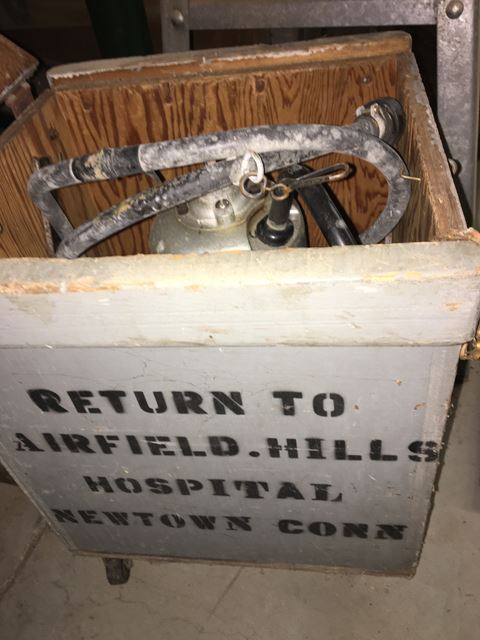 RETURN TO
AIRFIELD.HILLS
HOSPITAL
NEWTOWN CONN